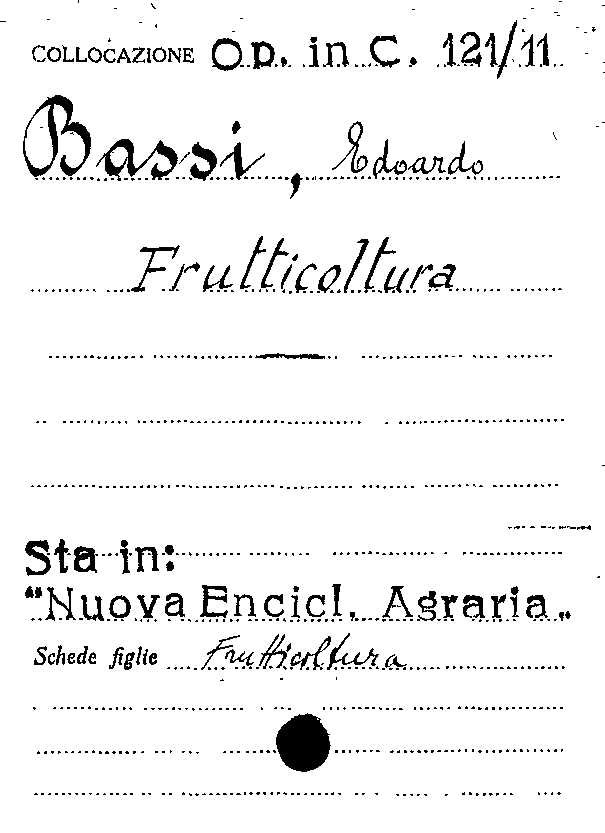 COLLOCAZIONE Op. in C. 121/11
Bassi, Edoardo
Frutticoltura
Sta in:
"Nuova Encicl. Agraria„
Schede figlie Frutticoltura